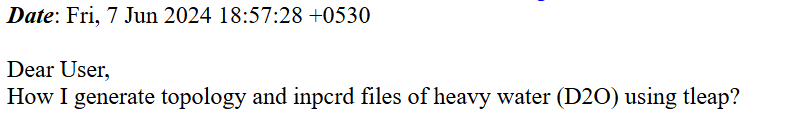 Date: Fri, 7 Jun 2024 18:57:28 +0530
Dear User,
How I generate topology and inpcrd files of heavy water (D2O) using tleap?